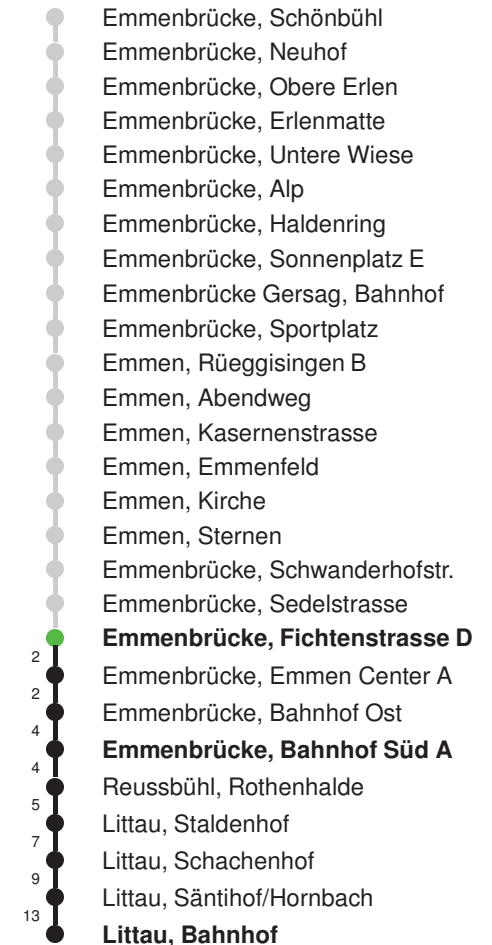 Emmenbrücke, Schönbühl
Emmenbrücke, Neuhof
Emmenbrücke, Obere Erlen
Emmenbrücke, Erlenmatte
Emmenbrücke, Untere Wiese
Emmenbrücke, Alp
Emmenbrücke, Haldenring
Emmenbrücke, Sonnenplatz E
Emmenbrücke Gersag, Bahnhof
Emmenbrücke, Sportplatz
Emmen, Rüeggisingen B
Emmen, Abendweg
Emmen, Kasernenstrasse
Emmen, Emmenfeld
Emmen, Kirche
Emmen, Sternen
Emmenbrücke, Schwanderhofstr.
Emmenbrücke, Sedelstrasse
Emmenbrücke, Fichtenstrasse D
2
Emmenbrücke, Emmen Center A
2
Emmenbrücke, Bahnhof Ost
4
Emmenbrücke, Bahnhof Süd A
4
Reussbühl, Rothenhalde
5
Littau, Staldenhof
7
Littau, Schachenhof
9
Littau, Säntihof/Hornbach
13
Littau, Bahnhof